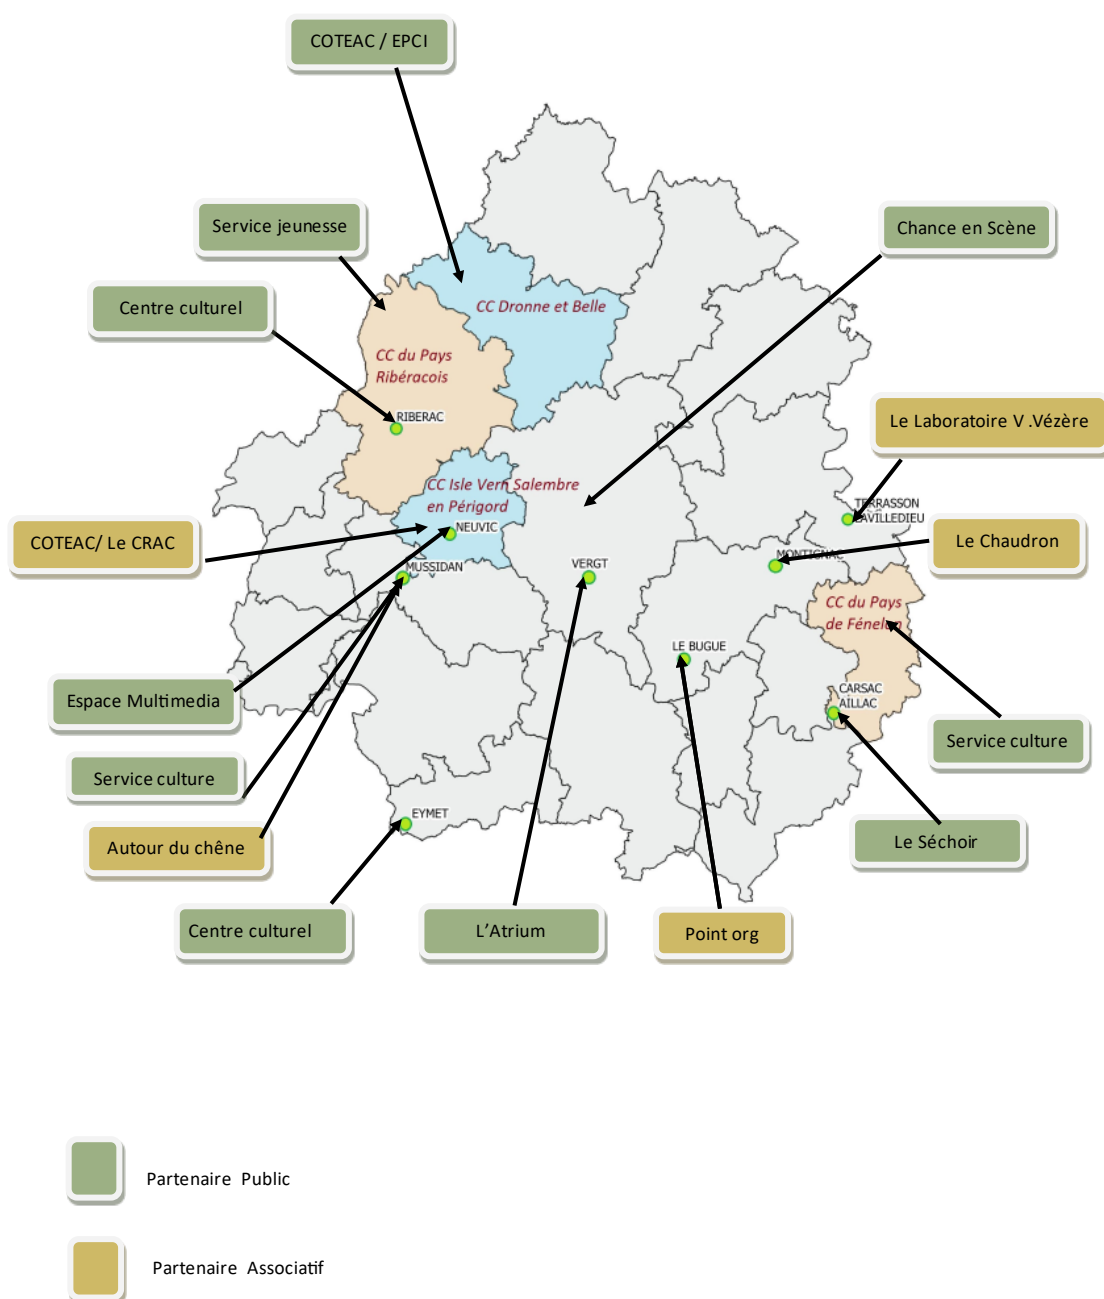 COTEAC / EPCI
Service jeunesse
Chance en Scène
Centre culturel
CC Dronne et Belle
CC du Pays
Ribéracois
RIBERAC
Le Laboratoire V .Vézère
CC Isle Vern Salembre
en Périgord
NEUVIC
TERRASSON
LAVILLEDIEU
COTEAC/ Le CRAC
Le Chaudron
MUSSIDAN
VERGT
MONTIGNAC
CC du Pays
de Fénelon
LE BUGUE
CARSAC
AILLAC
Espace Multimedia
Service culture
Service culture
EYMET
Autour du chêne
Le Séchoir
Centre culturel
L'Atrium
Point org
Partenaire Public
Partenaire Associatif